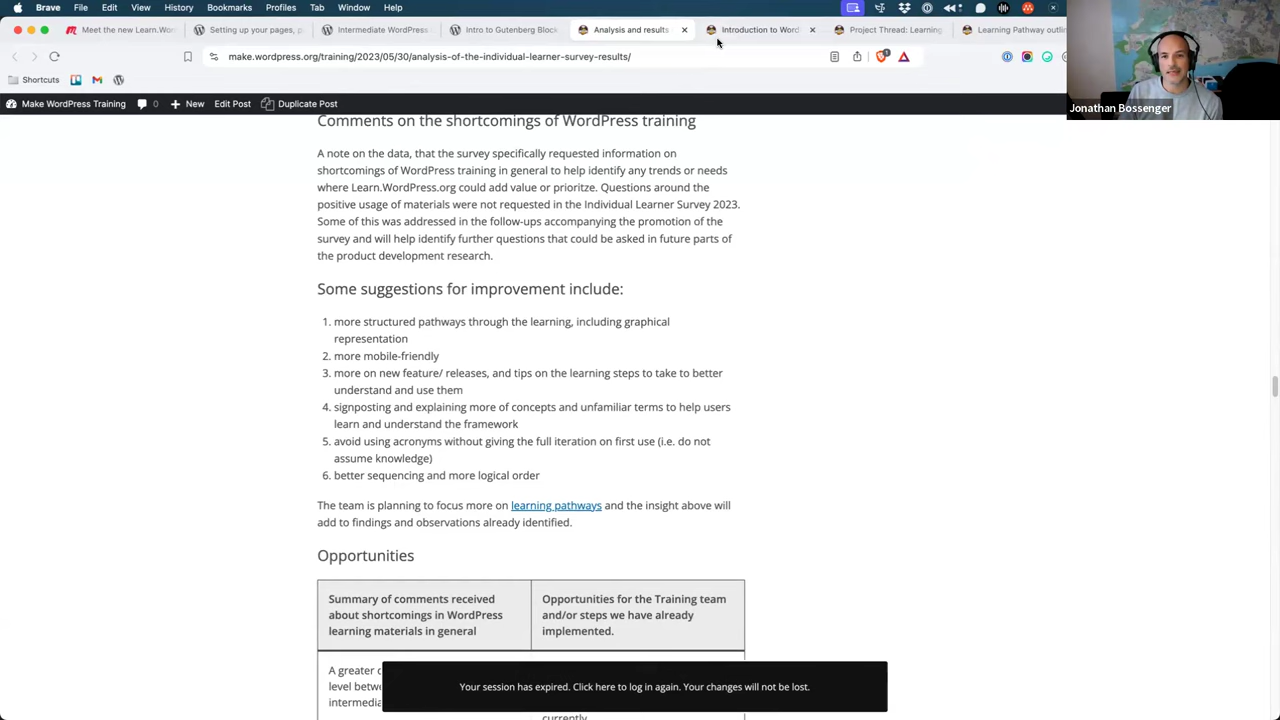 Workspaces Bookmarks Profiles Tab Window Help
Meet the new Learn.W
Setting up your pages,
Intermediate WordPress
Intro to Gutenberg Block
Analysis and results
Introduction to Word
Project Thread: Learning
Learning Pathway outli
make.wordpress.org/training/2023/05/30/analysis-of-the-individual-learner-survey-results/
1
Shortcuts
Make WordPress Training 0 New Edit Post Duplicate Post
Jonathan Bossenger
Comments on the shortcomings of WordPress training
A note on the data, that the survey specifically requested information on
shortcomings of WordPress training in general to help identify any trends or needs
where Learn.WordPress.org could add value or priortize. Questions around the
positive usage of materials were not requested in the Individual Learner Survey 2023.
Some of this was addressed in the follow-ups accompanying the promotion of the
survey and will help identify further questions that could be asked in future parts of
the product development research.
Some suggestions for improvement include:
1. more structured pathways through the learning, including graphical
representation
2. more mobile-friendly
3. more on new feature/ releases, and tips on the learning steps to take to better
understand and use them
4. signposting and explaining more of concepts and unfamiliar terms to help users
learn and understand the framework
5. avoid using acronyms without giving the full iteration on first use (i.e. do not
assume knowledge)
6. better sequencing and more logical order
The team is planning to focus more on learning pathways and the insight above will
add to findings and observations already identified.
Opportunities
Summary of comments received
about shortcomings in WordPress
learning materials in general
Opportunities for the Training team
and/or steps we have already
implemented.
A greater
level betwe
intermedia
currently
Your session has expired. Click here to log in again. Your changes will not be lost.